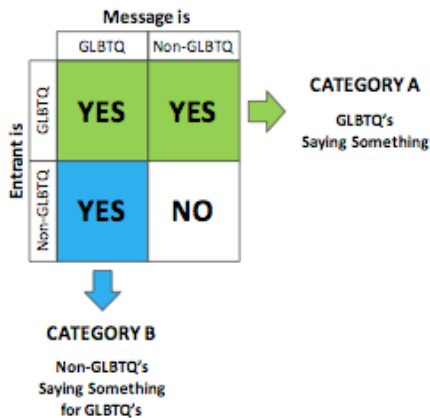 Message is
GLBTQ Non-GLBTQ
Entrant is
GLBTQ
YES YES
Non-GLBTQ
YES NO
CATEGORY A
GLBTQ's
Saying Something
CATEGORY B
Non-GLBTQ's
Saying Something
for GLBTQ's